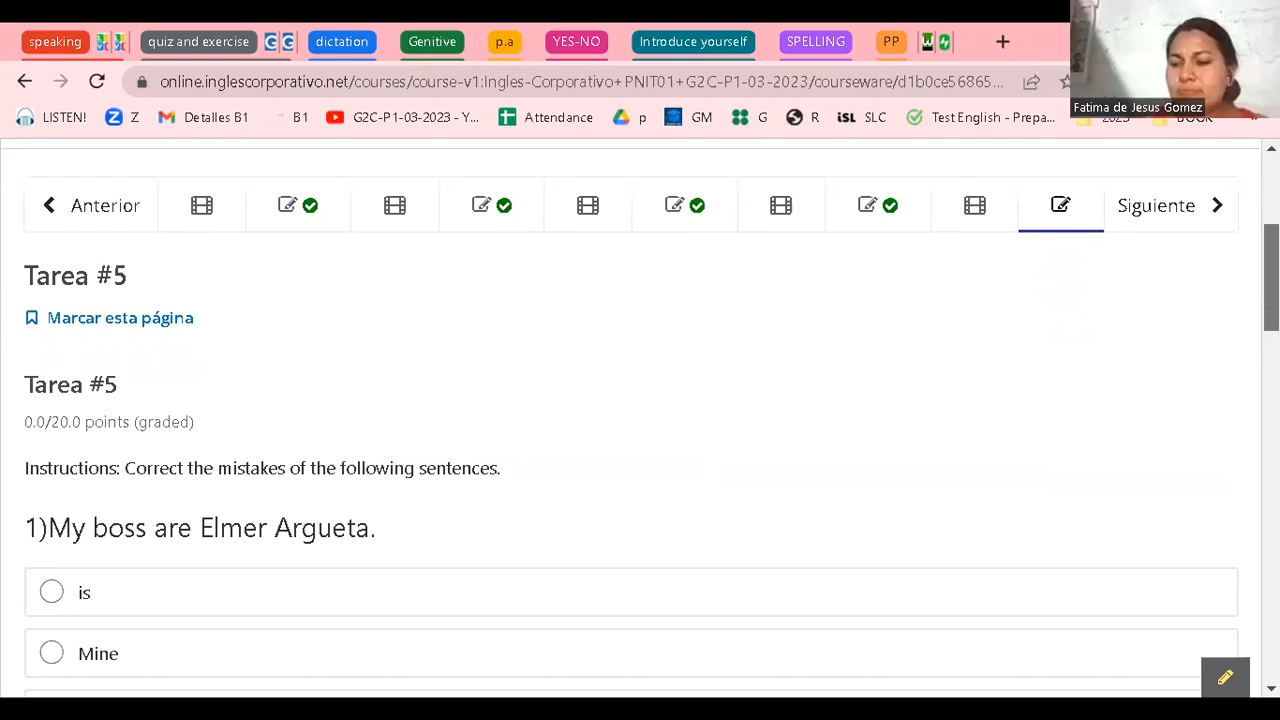 speaking quiz and exercise dictation Genitive p.a YES-NO Introduce yourself SPELLING PP
online.inglescorporativo.net/courses/course-v1:Ingles-Corporativo+PNIT01+G2C-P1-03-2023/courseware/d1b0ce56865...
LISTEN! Z Detalles B1 B1 G2C-P1-03-2023 - Y... Attendance p GM G R iSL SLC Test English - Prepa... BOOK
Fatima de Jesus Gomez
Anterior Siguiente
Tarea #5
Marcar esta página
Tarea #5
0.0/20.0 points (graded)
Instructions: Correct the mistakes of the following sentences.
1)My boss are Elmer Argueta.
is
Mine